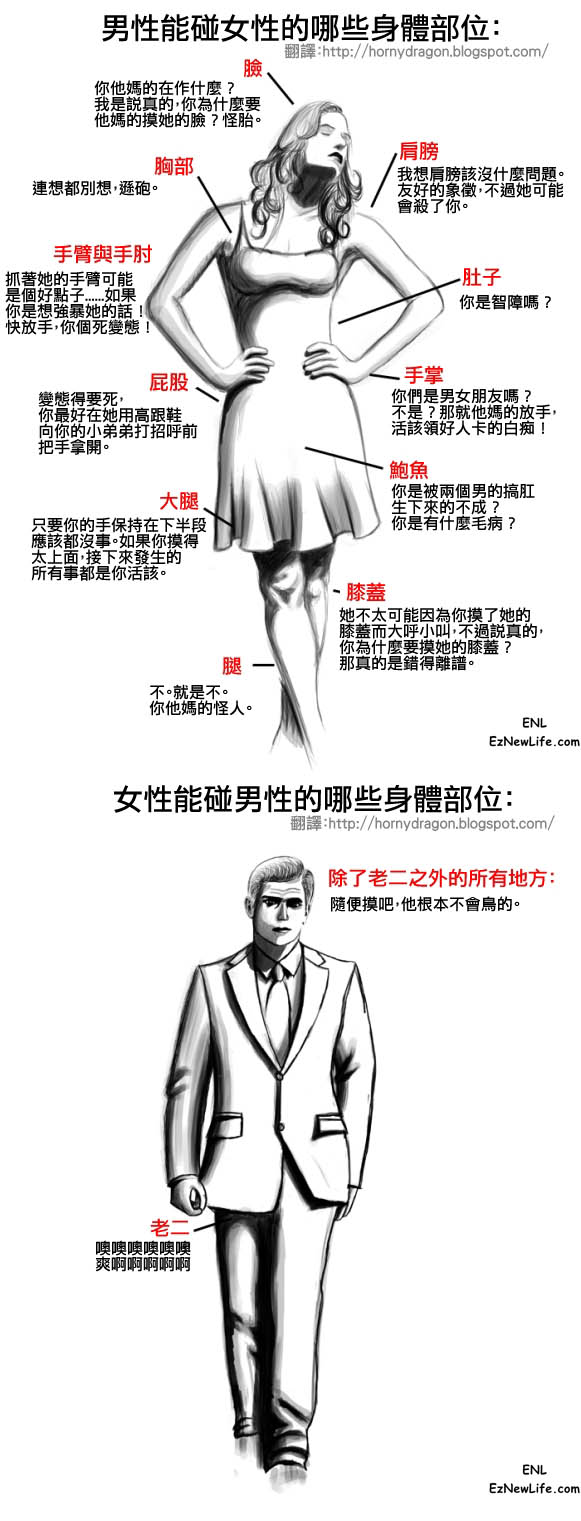 男性能碰女性的哪些身體部位：
翻譯：http://hornydragon.blogspot.com/
臉
你他媽的在作什麼？
我是說真的，你為什麼要
他媽的摸她的臉？怪胎。
肩膀
我想肩膀該沒什麼問題。
友好的象徵，不過她可能
會殺了你。
胸部
連想都別想，遜砲。
手臂與手肘
抓著她的手臂可能
是個好點子......如果
你是想強暴她的話！
快放手，你個死變態！
肚子
你是智障嗎？
手掌
你們是男女朋友嗎？
不是？那就他媽的放手，
活該領好人卡的白痴！
屁股
變態得要死，
你最好在她用高跟鞋
向你的小弟弟打招呼前
把手拿開。
鮑魚
你是被兩個男的搞肛
生下來的不成？
你是有什麼毛病？
大腿
只要你的手保持在下半段
應該都沒事。如果你摸得
太上面，接下來發生的
所有事都是你活該。
膝蓋
她不太可能因為你摸了她的
膝蓋而大呼小叫，不過說真的，
你為什麼要摸她的膝蓋？
那真的是錯得離譜。
腿
不。就是不。
你他媽的怪人。
ENL
EzNewLife.com
女性能碰男性的哪些身體部位：
翻譯：http://hornydragon.blogspot.com/
除了老二之外的所有地方：
隨便摸吧，他根本不會鳥的。
老二
噢噢噢噢噢噢
爽啊啊啊啊啊
ENL
EzNewLife.com